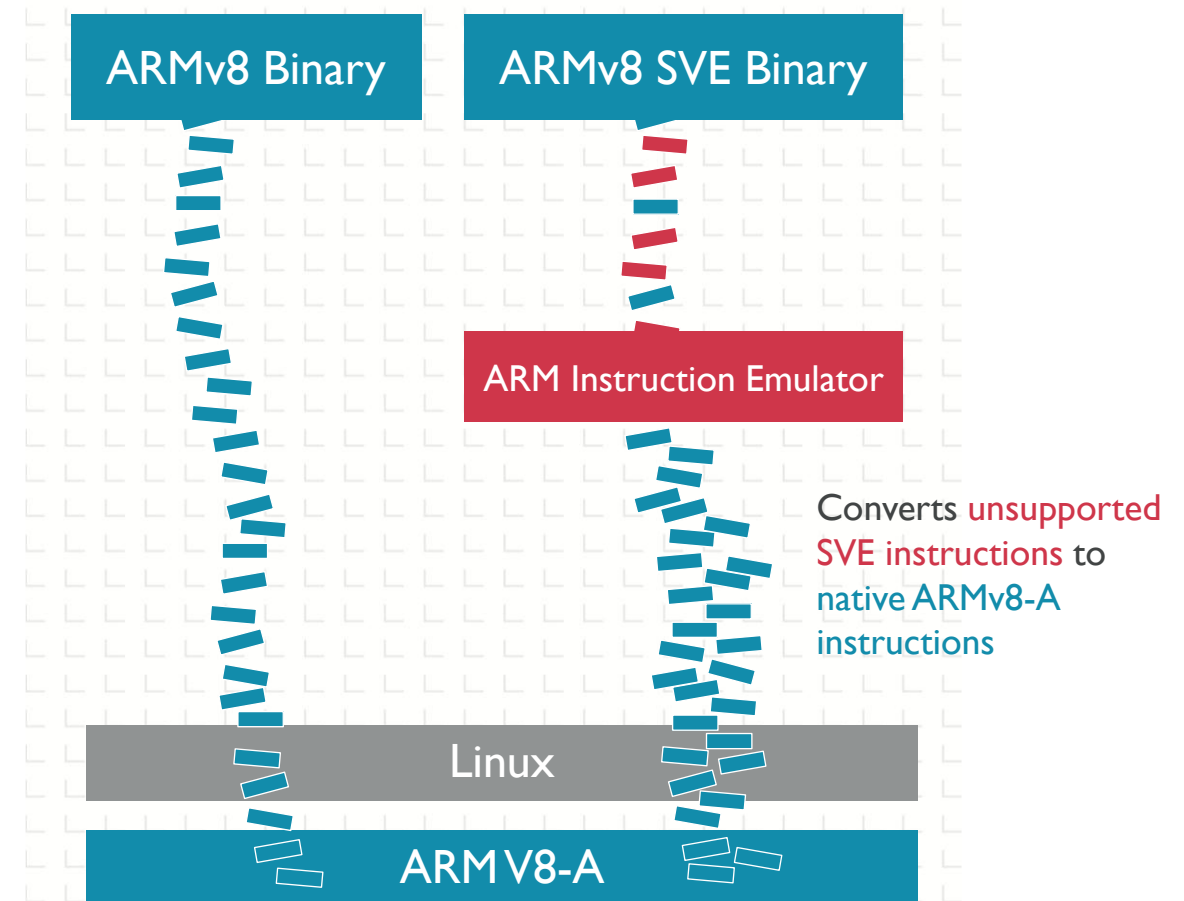 ARMv8 Binary
ARMv8 SVE Binary
ARM Instruction Emulator
Converts unsupported
SVE instructions to
native ARMv8-A
instructions
Linux
ARM V8-A